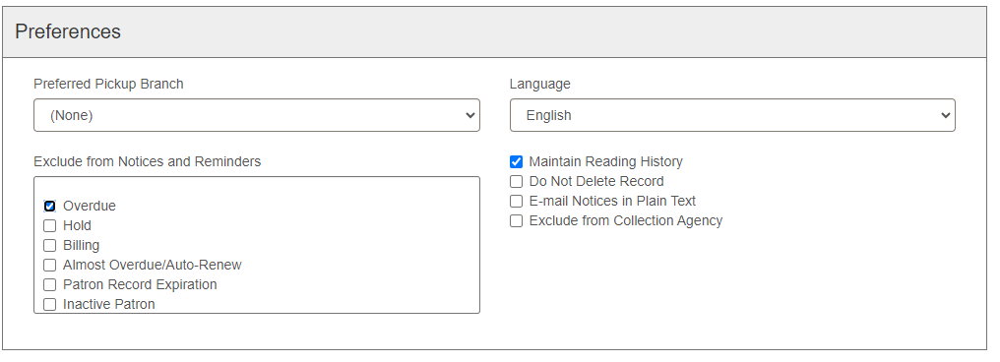 Preferences
Preferred Pickup Branch
(None)
Language
English
Exclude from Notices and Reminders
Overdue
Hold
Billing
Almost Overdue/Auto-Renew
Patron Record Expiration
Inactive Patron
Maintain Reading History
Do Not Delete Record
E-mail Notices in Plain Text
Exclude from Collection Agency